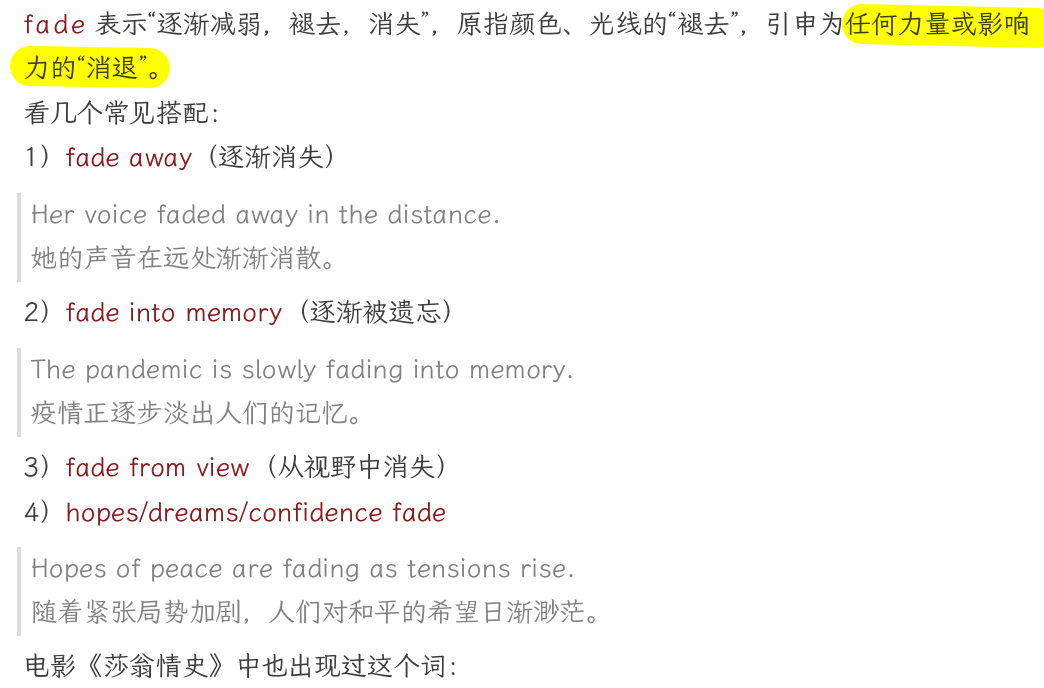 fade 表示“逐渐减弱，褪去，消失”，原指颜色、光线的“褪去”，引申为任何力量或影响
力的“消退”。
看几个常见搭配：
1）fade away（逐渐消失）
Her voice faded away in the distance.
她的声音在远处渐渐消散。
2）fade into memory（逐渐被遗忘）
The pandemic is slowly fading into memory.
疫情正逐步淡出人们的记忆。
3）fade from view（从视野中消失）
4）hopes/dreams/confidence fade
Hopes of peace are fading as tensions rise.
随着紧张局势加剧，人们对和平的希望日渐渺茫。
电影《莎翁情史》中也出现过这个词：